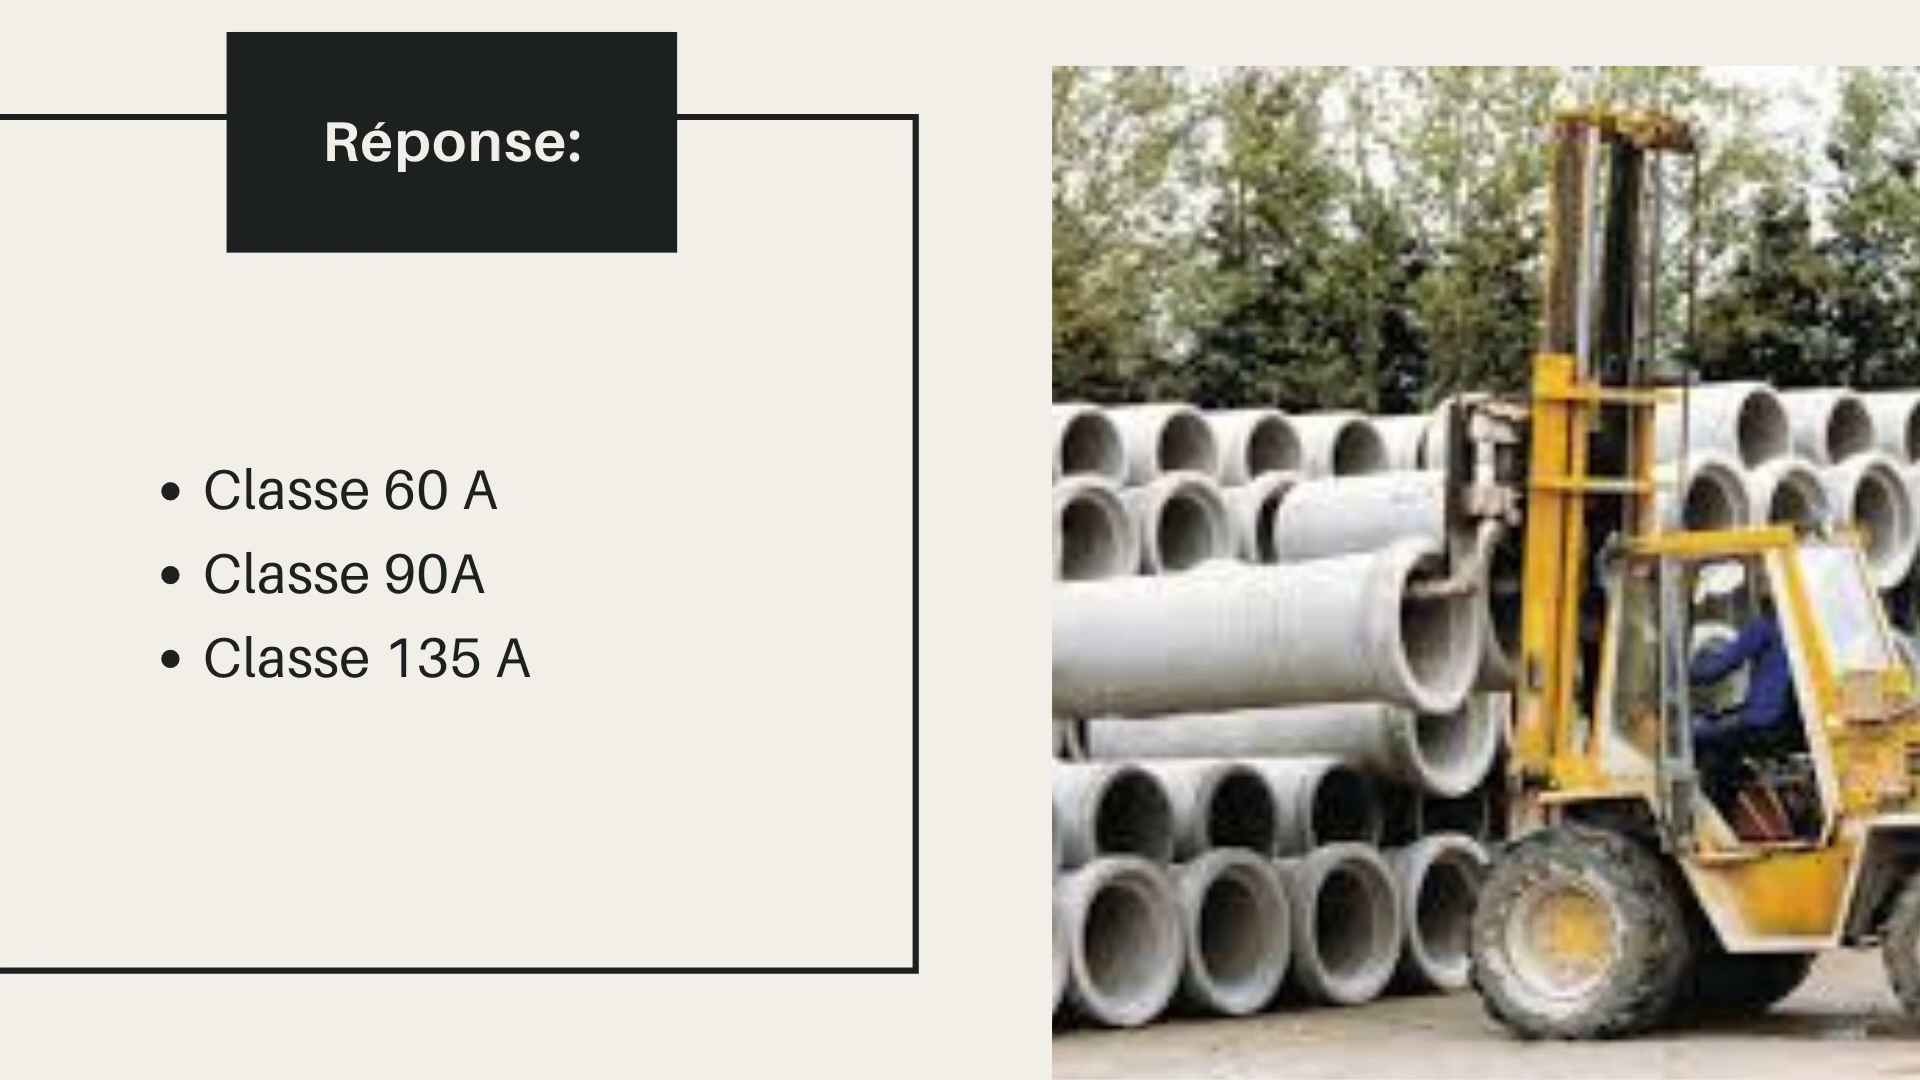 Réponse:
• Classe 60 A
• Classe 90A
• Classe 135 A